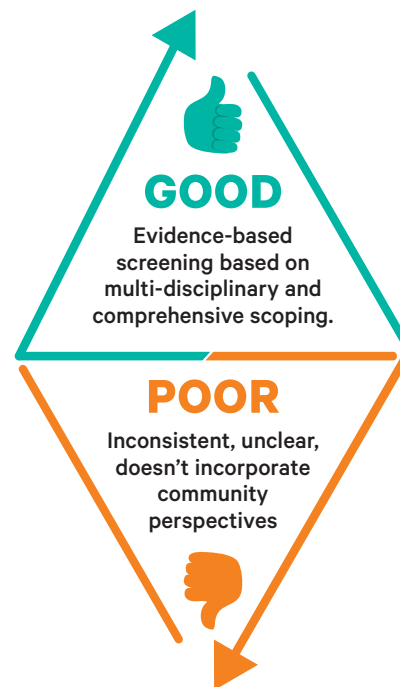 GOOD
Evidence-based
screening based on
multi-disciplinary and
comprehensive scoping.
POOR
Inconsistent, unclear,
doesn’t incorporate
community
perspectives